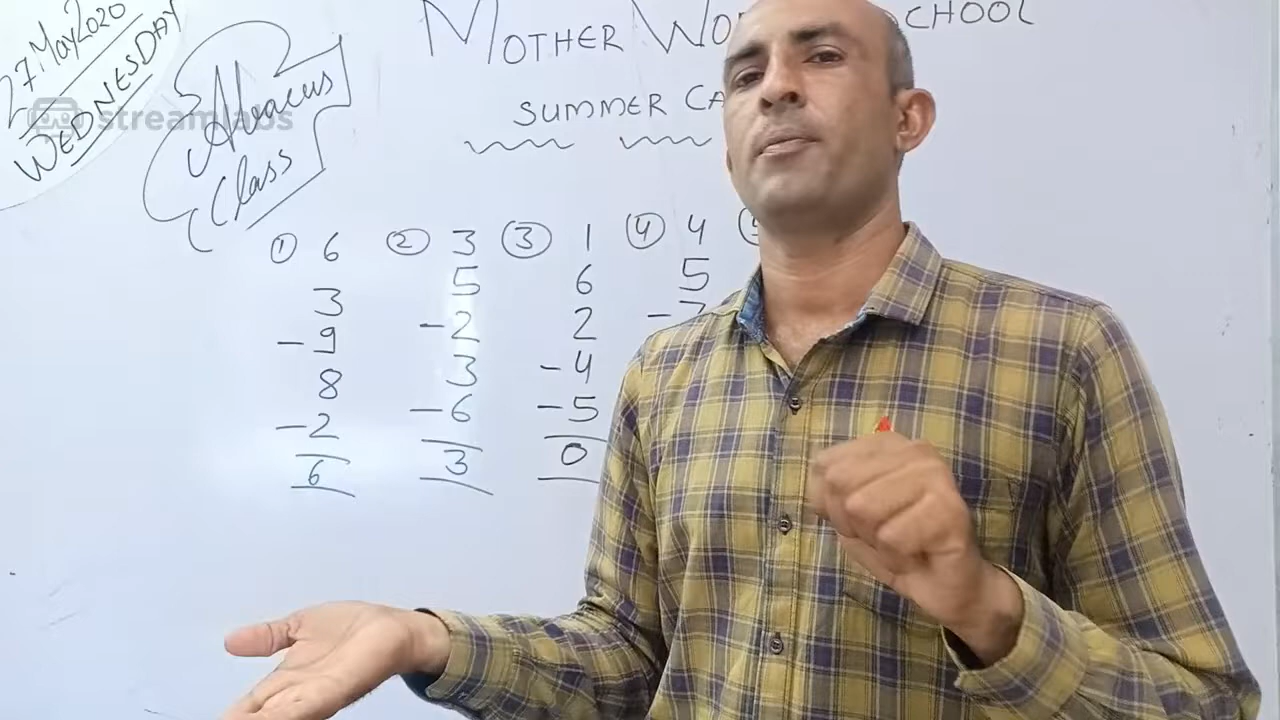 27 May 2020
WEDNESDAY
streamlabs
Abacus
Class
MOTHER SCHOOL
SUMMER
① 6
3
-9
8
-2
6
② 3
5
-2
3
-6
3
③ 1
6
2
-4
-5
0
④ 4
5